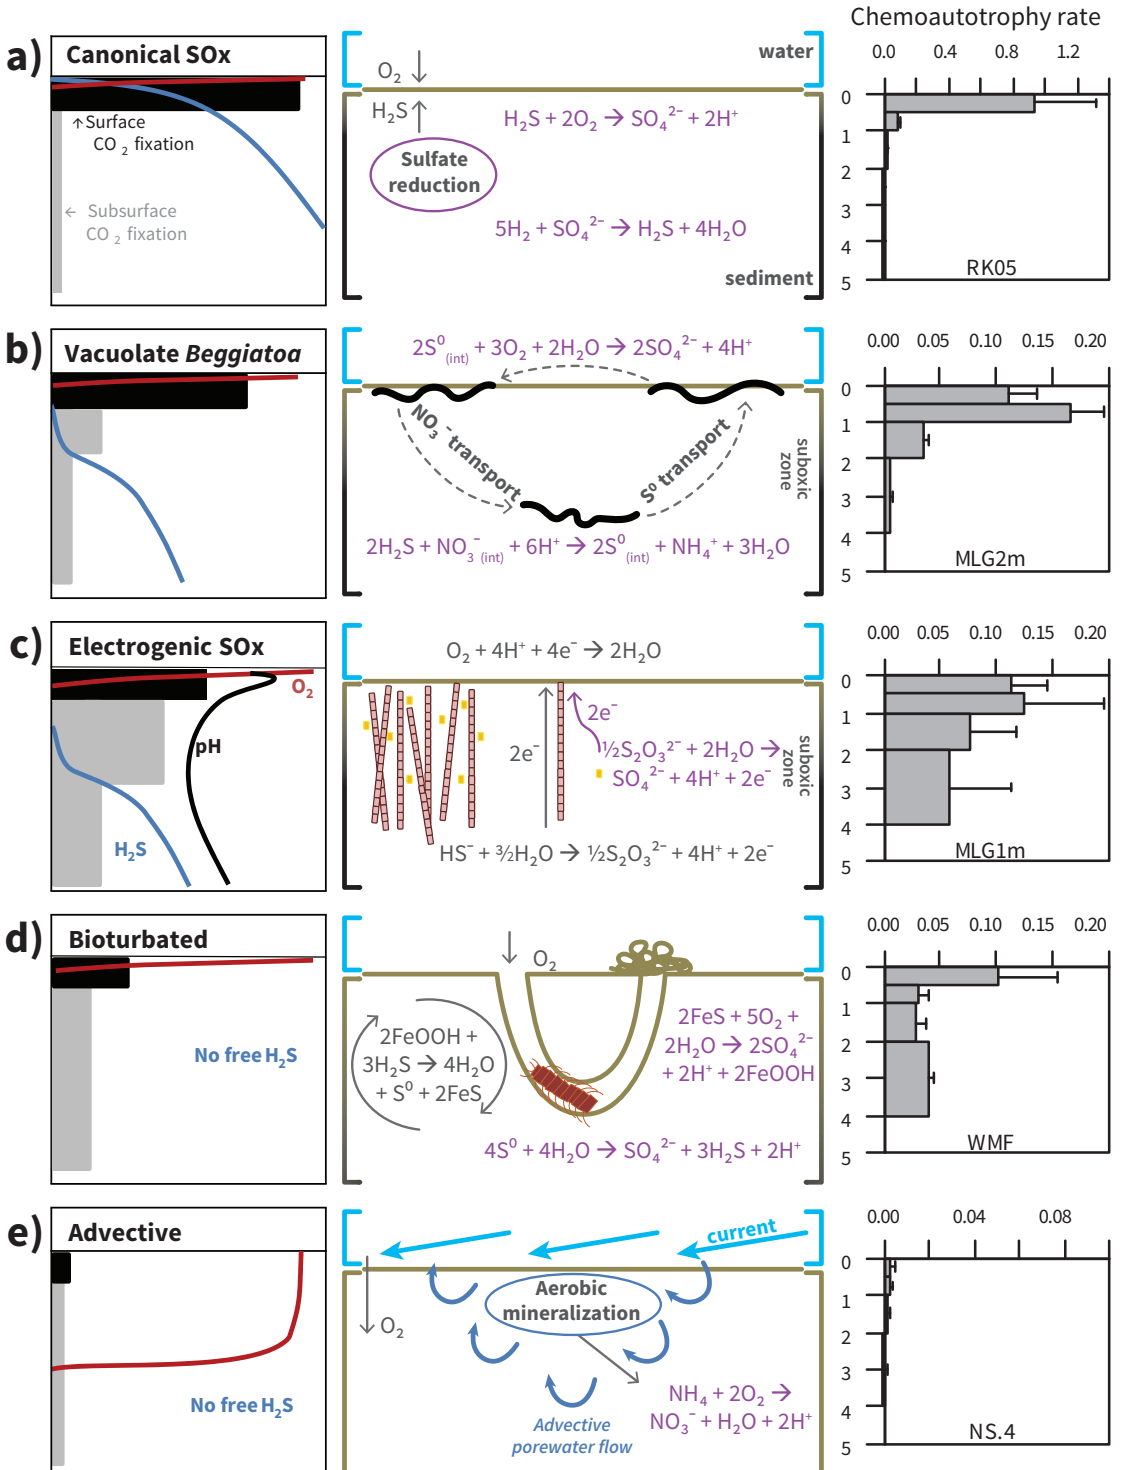 Chemoautotrophy rate
a)
Canonical SOx
↑Surface
CO 2 fixation
← Subsurface
CO 2 fixation
water
O2
H2S
H2S + 2O2 → SO4²⁻ + 2H⁺
Sulfate
reduction
5H2 + SO4²⁻ → H2S + 4H2O
sediment
0.0 0.4 0.8 1.2
0
1
2
3
4
5
RK05
b)
Vacuolate Beggiatoa
2S⁰(int) + 3O2 + 2H2O → 2SO4²⁻ + 4H⁺
NO3⁻ transport
S⁰ transport
suboxic
zone
2H2S + NO3⁻(int) + 6H⁺ → 2S⁰(int) + NH4⁺ + 3H2O
0.00 0.05 0.10 0.15 0.20
0
1
2
3
4
5
MLG2m
c)
Electrogenic SOx
O2
pH
H2S
O2 + 4H⁺ + 4e⁻ → 2H2O
2e⁻
2e⁻
½S2O3²⁻ + 2H2O →
SO4²⁻ + 4H⁺ + 2e⁻
suboxic
zone
HS⁻ + 3⁄2H2O → ½S2O3²⁻ + 4H⁺ + 2e⁻
0.00 0.05 0.10 0.15 0.20
0
1
2
3
4
5
MLG1m
d)
Bioturbated
No free H2S
O2
2FeOOH +
3H2S → 4H2O
+ S⁰ + 2FeS
2FeS + 5O2 +
2H2O → 2SO4²⁻
+ 2H⁺ + 2FeOOH
4S⁰ + 4H2O → SO4²⁻ + 3H2S + 2H⁺
0.00 0.05 0.10 0.15 0.20
0
1
2
3
4
5
WMF
e)
Advective
No free H2S
current
O2
Aerobic
mineralization
NH4 + 2O2 →
NO3⁻ + H2O + 2H⁺
Advective
porewater flow
0.00 0.04 0.08
0
1
2
3
4
5
NS.4